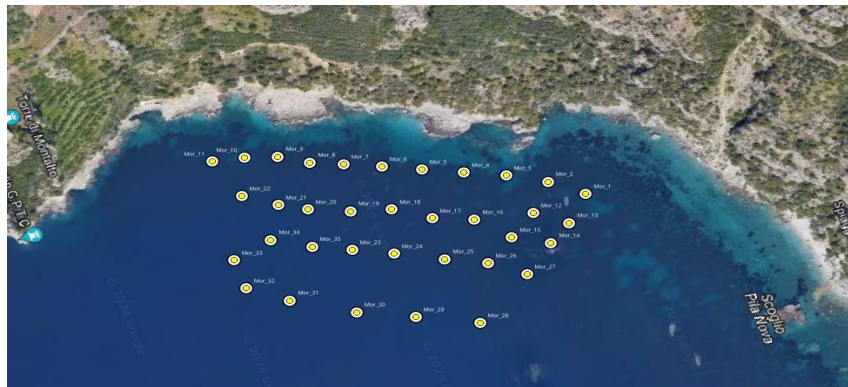 Mor_11
Mor_10
Mor_9
Mor_8
Mor_7
Mor_6
Mor_5
Mor_4
Mor_3
Mor_2
Mor_1
Mor_22
Mor_21
Mor_20
Mor_19
Mor_18
Mor_17
Mor_16
Mor_12
Mor_13
Mor_15
Mor_14
Mor_34
Mor_35
Mor_23
Mor_24
Mor_25
Mor_26
Mor_27
Mor_33
Mor_32
Mor_31
Mor_30
Mor_29
Mor_28
Torre di Montalto
G.P.T.C
Scoglio
Pila Nova